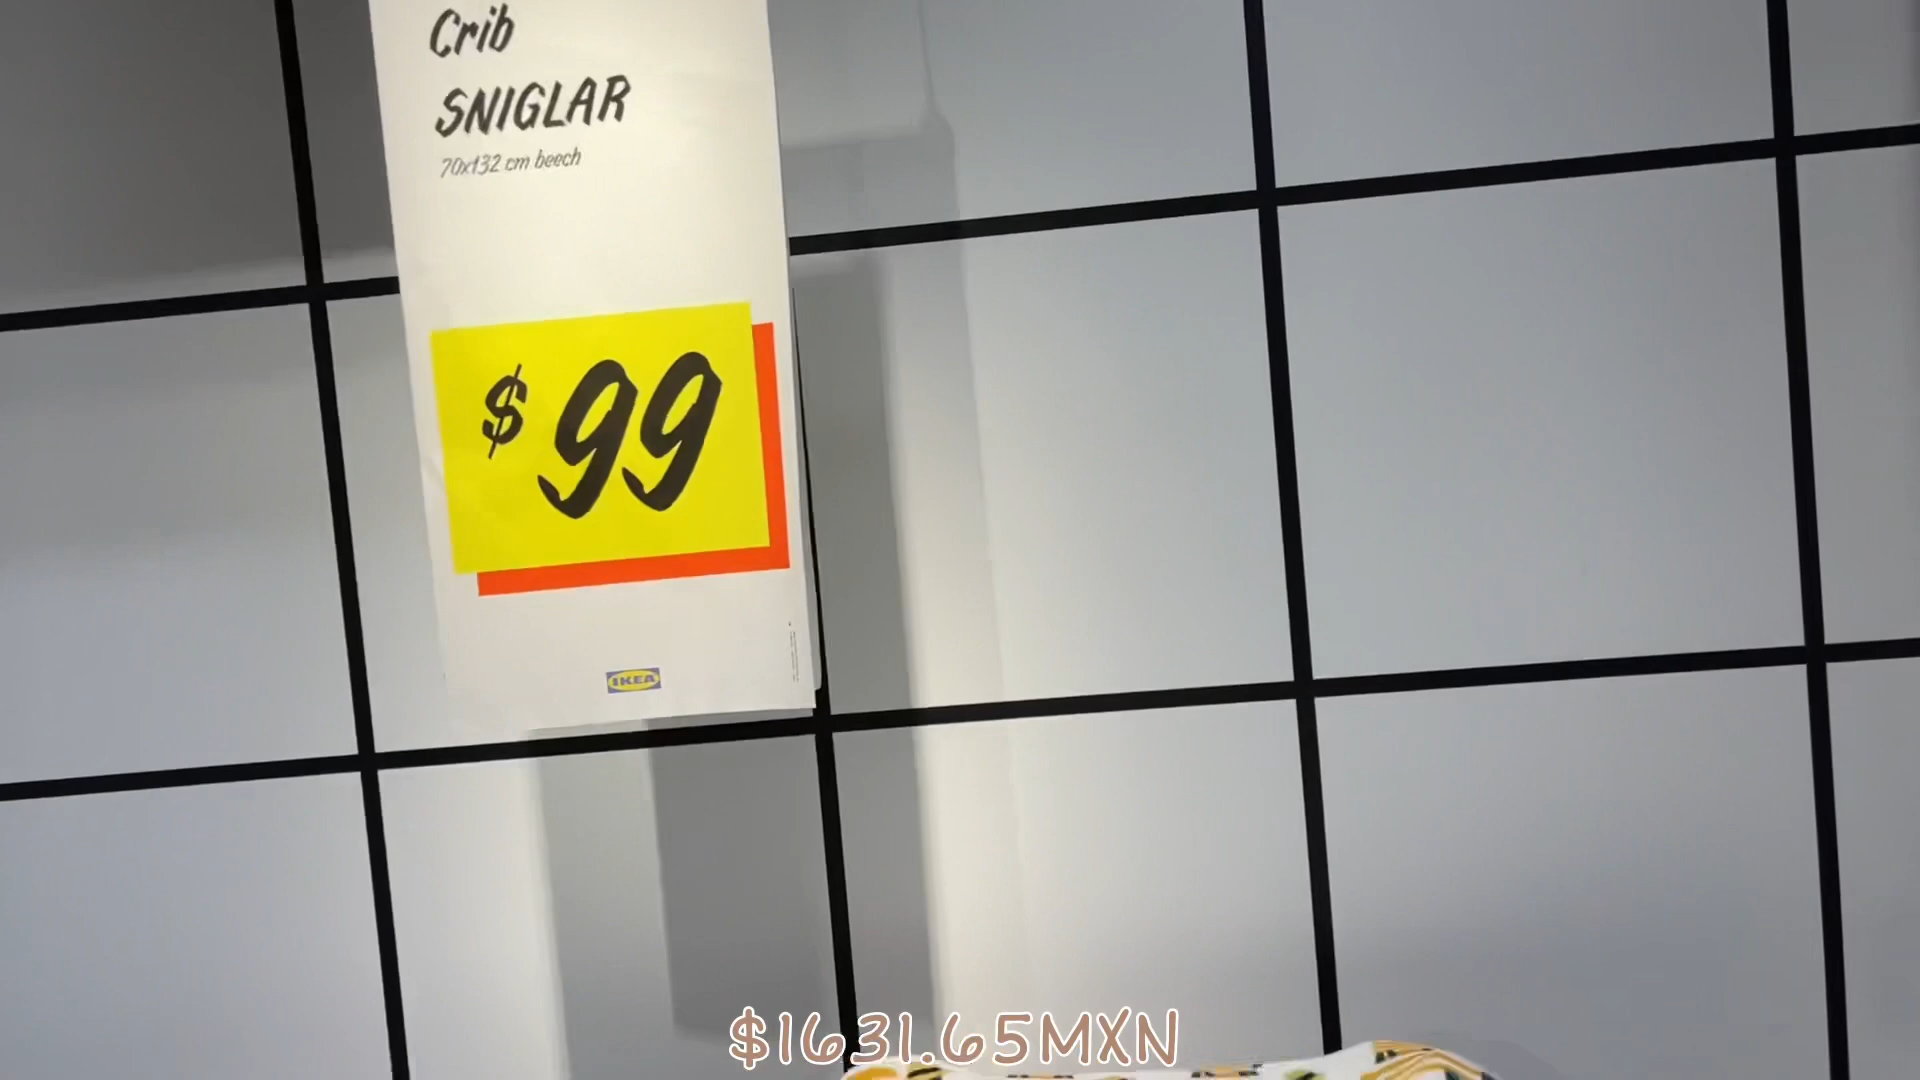 Crib
SNIGLAR
70x132 cm beech
$99
IKEA
$1631.65MXN